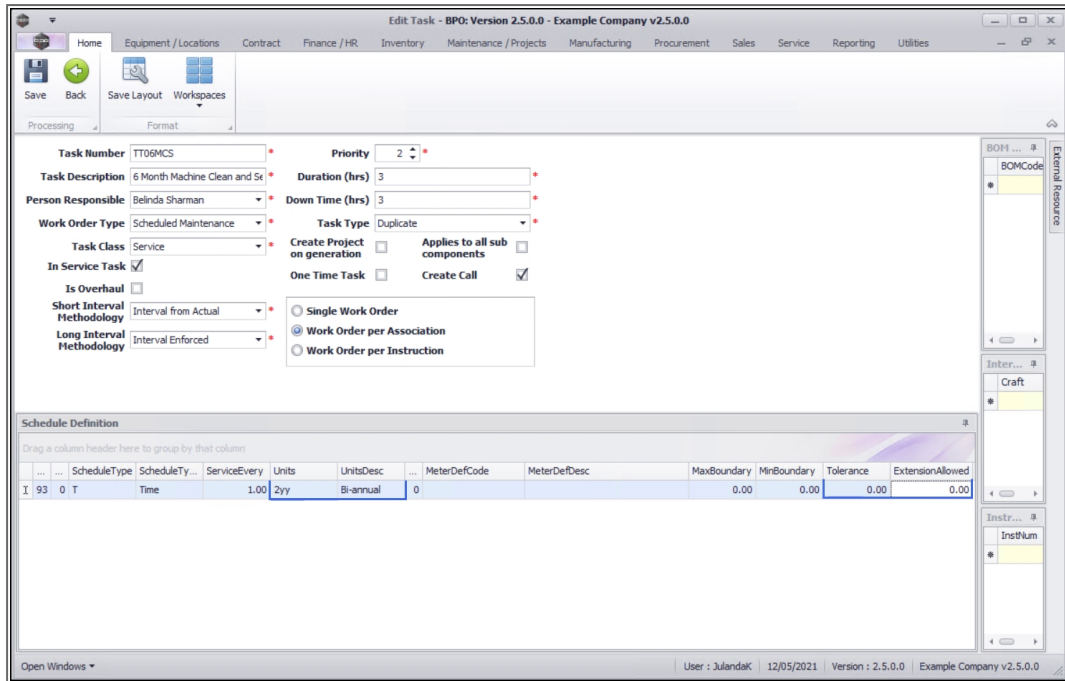 Edit Task - BPO: Version 2.5.0.0 - Example Company v2.5.0.0
Home Equipment / Locations Contract Finance / HR Inventory Maintenance / Projects Manufacturing Procurement Sales Service Reporting Utilities
Save Back Save Layout Workspaces
Processing Format
Task Number TT06MCS * Priority 2 *
Task Description 6 Month Machine Clean and Se * Duration (hrs) 3 *
Person Responsible Belinda Sharman * Down Time (hrs) 3 *
Work Order Type Scheduled Maintenance * Task Type Duplicate *
Task Class Service * Create Project on generation Applies to all sub components
In Service Task One Time Task Create Call
Is Overhaul
Short Interval Methodology Interval from Actual * Single Work Order
Long Interval Methodology Interval Enforced * Work Order per Association
Work Order per Instruction
BOM ...
BOMCode
External Resource
Inter...
Craft
Instr...
InstNum
Schedule Definition
Drag a column header here to group by that column
... ... ScheduleType ScheduleTy... ServiceEvery Units UnitsDesc ... MeterDefCode MeterDefDesc MaxBoundary MinBoundary Tolerance ExtensionAllowed
93 0 T Time 1.00 2yy Bi-annual 0 0.00 0.00 0.00 0.00
Open Windows User : JulandaK 12/05/2021 Version : 2.5.0.0 Example Company v2.5.0.0